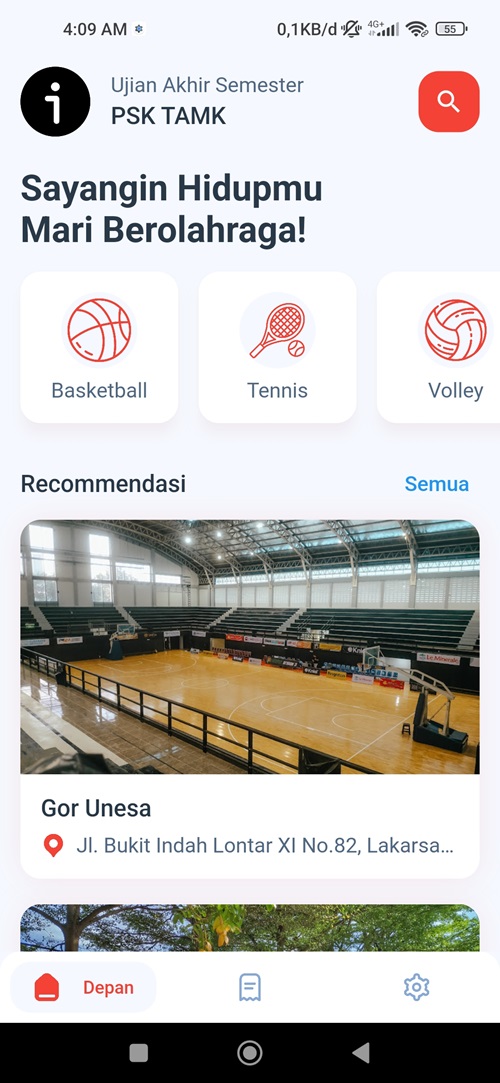 4:09 AM
0,1KB/d
4G+
55
Ujian Akhir Semester
PSK TAMK
Sayangin Hidupmu
Mari Berolahraga!
Basketball
Tennis
Volley
Recommendasi
Semua
Gor Unesa
Jl. Bukit Indah Lontar XI No.82, Lakarsa...
Depan